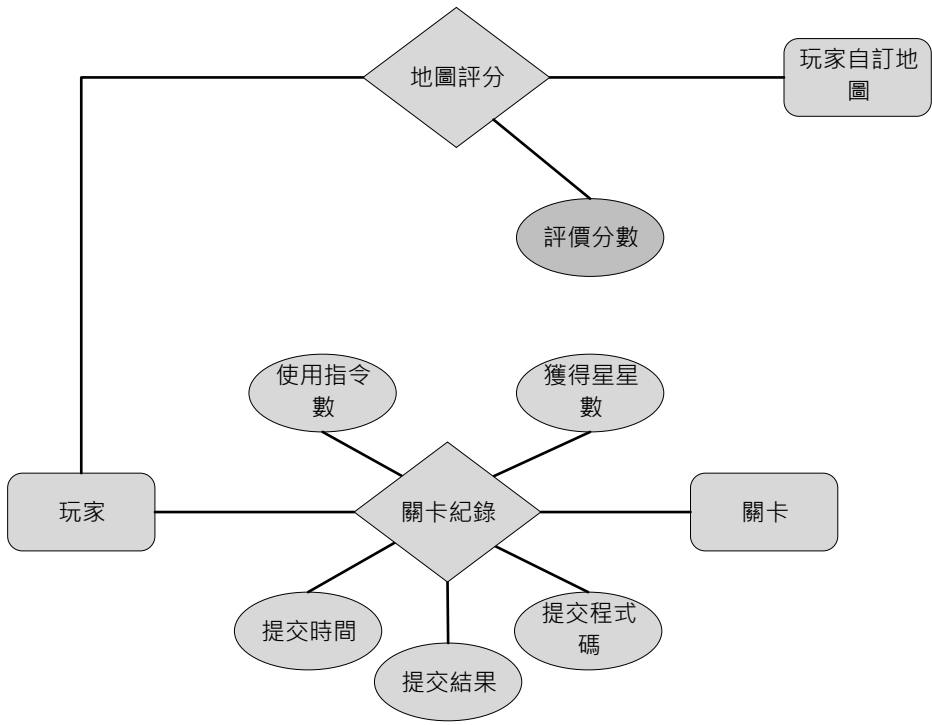 地圖評分
玩家自訂地
圖
評價分數
使用指令
數
獲得星星
數
玩家
關卡紀錄
關卡
提交時間
提交結果
提交程式
碼